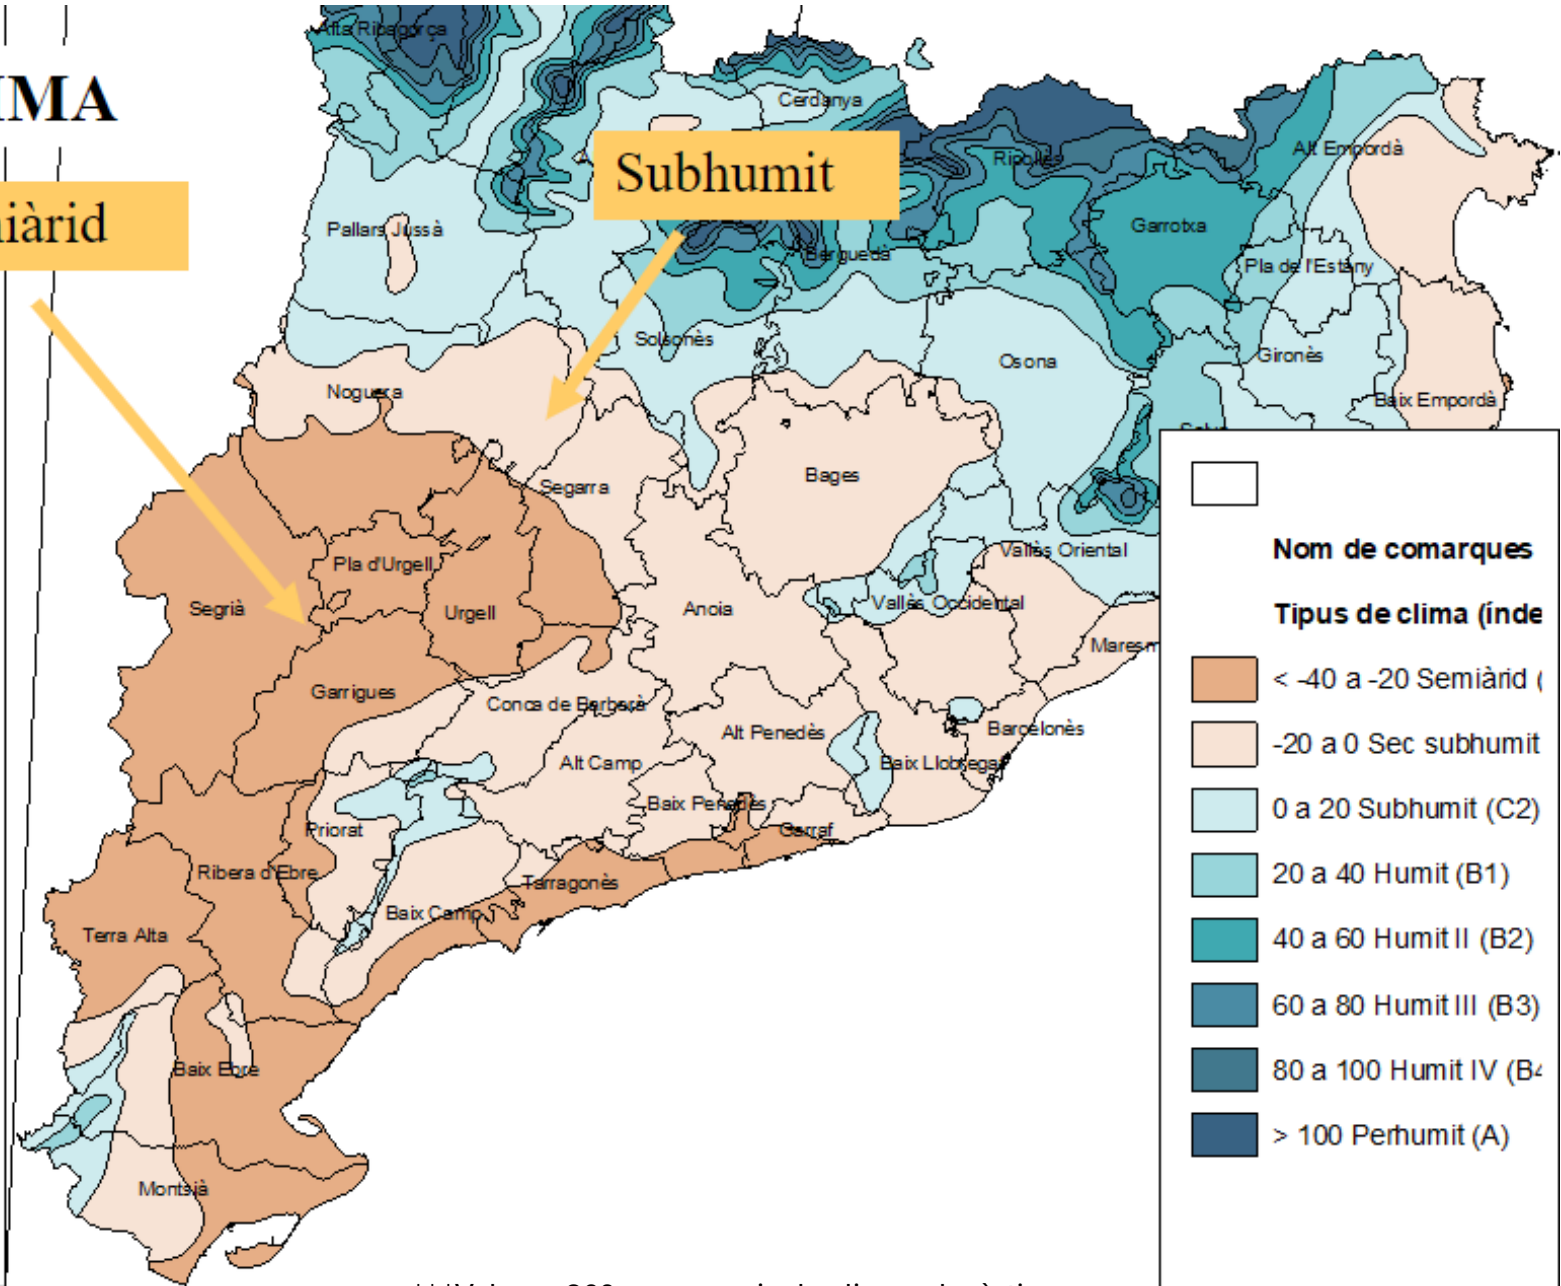 Alta Ribagorça
IMA
Cerdanya
Subhumit
Ripollès
Alt Empordà
iàrid
Pallars Jussà
Garrotxa
Berguedà
Pla de l'Estany
Solsonès
Osona
Gironès
Noguera
Baix Empordà
Bages
Segarra
Vallès Oriental
Pla d'Urgell
Segrià
Urgell
Anoia
Vallès Occidental
Maresm
Garrigues
Conca de Barberà
Alt Penedès
Barcelonès
Alt Camp
Baix Llobregat
Baix Penedès
Priorat
Garraf
Ribera d'Ebre
Tarragonès
Baix Camp
Terra Alta
Baix Ebre
Montsià
Nom de comarques
Tipus de clima (índe
< -40 a -20 Semiàrid (
-20 a 0 Sec subhumit
0 a 20 Subhumit (C2)
20 a 40 Humit (B1)
40 a 60 Humit II (B2)
60 a 80 Humit III (B3)
80 a 100 Humit IV (B4
> 100 Perhumit (A)